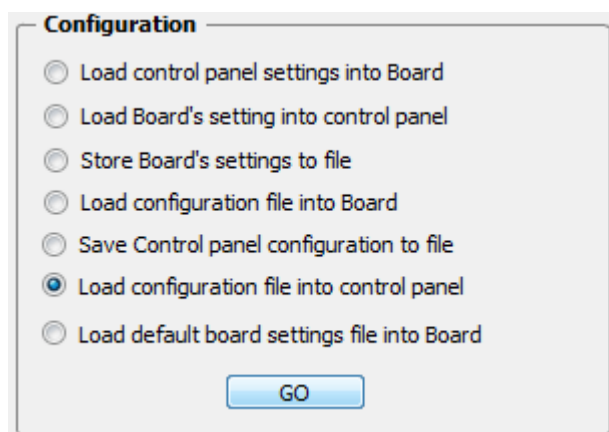 Configuration
Load control panel settings into Board
Load Board's setting into control panel
Store Board's settings to file
Load configuration file into Board
Save Control panel configuration to file
Load configuration file into control panel
Load default board settings file into Board
GO